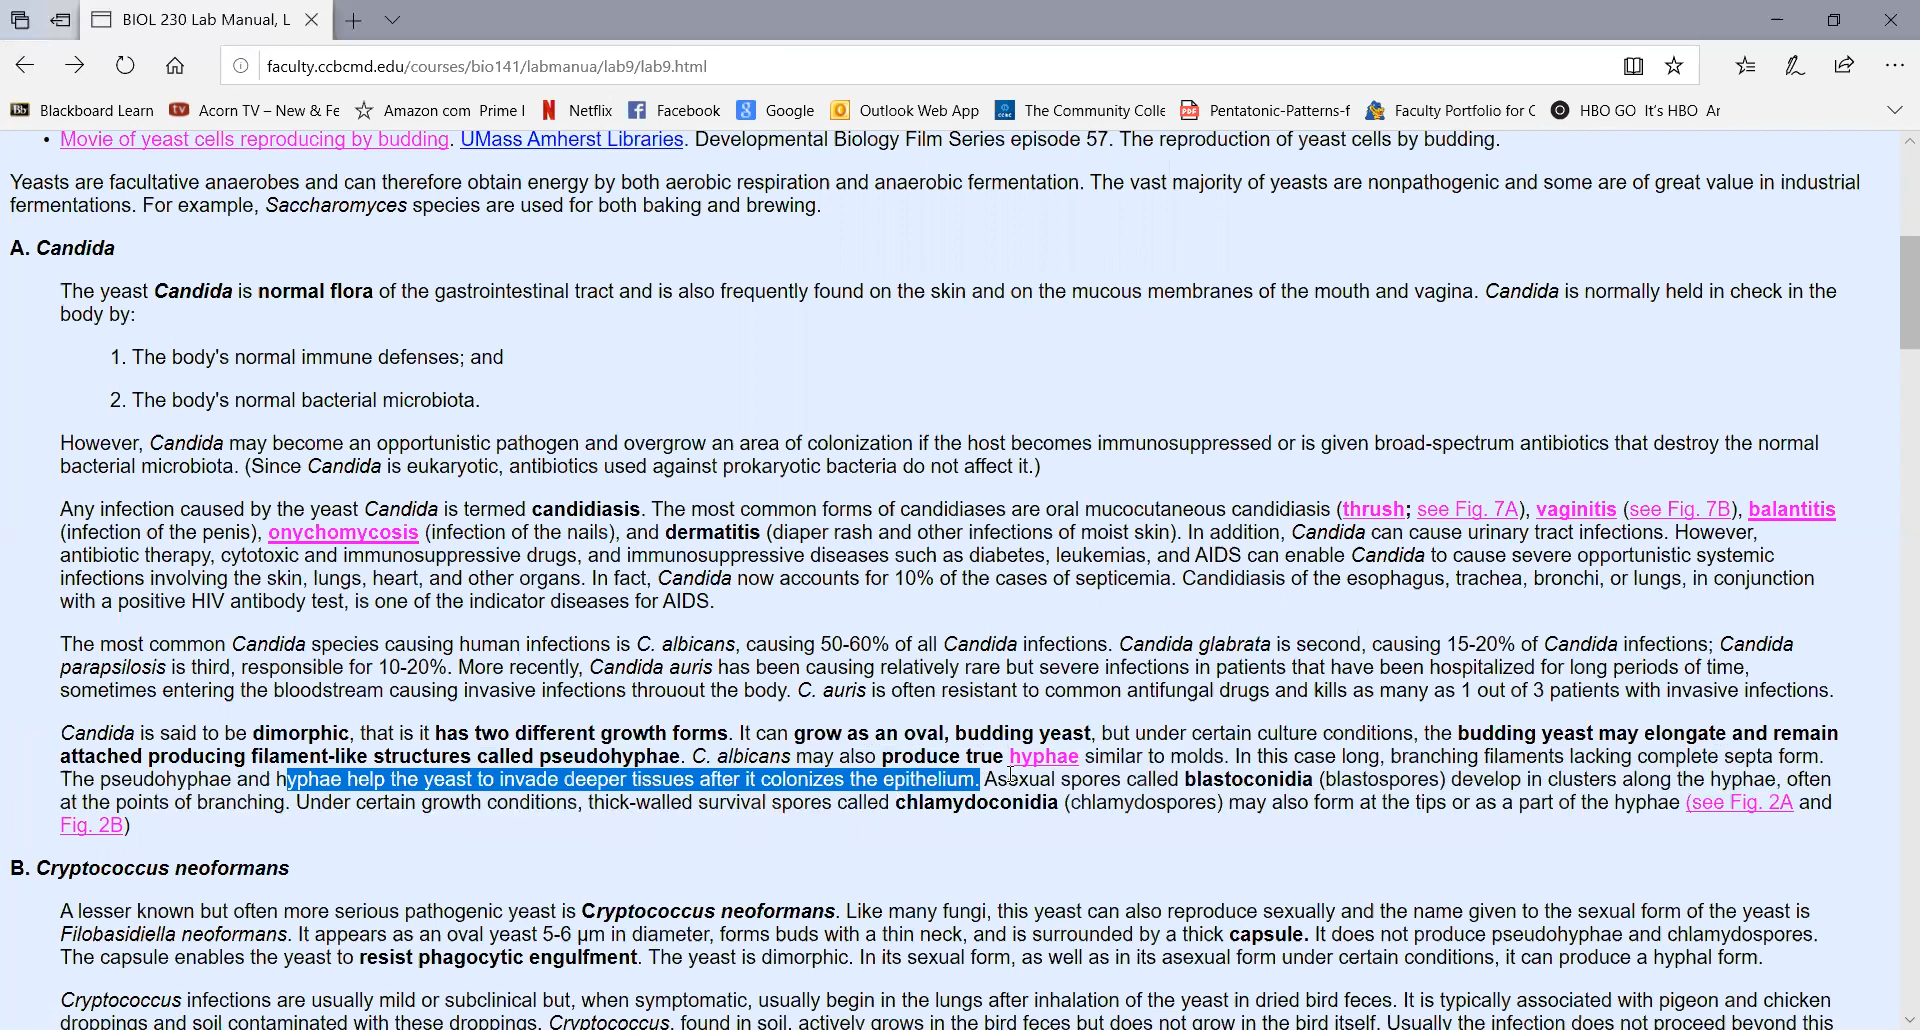 BIOL 230 Lab Manual, L
faculty.ccbcmd.edu/courses/bio141/labmanua/lab9/lab9.html
Bb Blackboard Learn Acorn TV – New & Fe Amazon com Prime I N Netflix f Facebook 8 Google Outlook Web App The Community Colle PDF Pentatonic-Patterns-f Faculty Portfolio for C HBO GO It's HBO Ar
• Movie of yeast cells reproducing by budding. UMass Amherst Libraries. Developmental Biology Film Series episode 57. The reproduction of yeast cells by budding.
Yeasts are facultative anaerobes and can therefore obtain energy by both aerobic respiration and anaerobic fermentation. The vast majority of yeasts are nonpathogenic and some are of great value in industrial
fermentations. For example, Saccharomyces species are used for both baking and brewing.
A. Candida
The yeast Candida is normal flora of the gastrointestinal tract and is also frequently found on the skin and on the mucous membranes of the mouth and vagina. Candida is normally held in check in the
body by:
1. The body's normal immune defenses; and
2. The body's normal bacterial microbiota.
However, Candida may become an opportunistic pathogen and overgrow an area of colonization if the host becomes immunosuppressed or is given broad-spectrum antibiotics that destroy the normal
bacterial microbiota. (Since Candida is eukaryotic, antibiotics used against prokaryotic bacteria do not affect it.)
Any infection caused by the yeast Candida is termed candidiasis. The most common forms of candidiases are oral mucocutaneous candidiasis (thrush; see Fig. 7A), vaginitis (see Fig. 7B), balantitis
(infection of the penis), onychomycosis (infection of the nails), and dermatitis (diaper rash and other infections of moist skin). In addition, Candida can cause urinary tract infections. However,
antibiotic therapy, cytotoxic and immunosuppressive drugs, and immunosuppressive diseases such as diabetes, leukemias, and AIDS can enable Candida to cause severe opportunistic systemic
infections involving the skin, lungs, heart, and other organs. In fact, Candida now accounts for 10% of the cases of septicemia. Candidiasis of the esophagus, trachea, bronchi, or lungs, in conjunction
with a positive HIV antibody test, is one of the indicator diseases for AIDS.
The most common Candida species causing human infections is C. albicans, causing 50-60% of all Candida infections. Candida glabrata is second, causing 15-20% of Candida infections; Candida
parapsilosis is third, responsible for 10-20%. More recently, Candida auris has been causing relatively rare but severe infections in patients that have been hospitalized for long periods of time,
sometimes entering the bloodstream causing invasive infections throuout the body. C. auris is often resistant to common antifungal drugs and kills as many as 1 out of 3 patients with invasive infections.
Candida is said to be dimorphic, that is it has two different growth forms. It can grow as an oval, budding yeast, but under certain culture conditions, the budding yeast may elongate and remain
attached producing filament-like structures called pseudohyphae. C. albicans may also produce true hyphae similar to molds. In this case long, branching filaments lacking complete septa form.
The pseudohyphae and hyphae help the yeast to invade deeper tissues after it colonizes the epithelium. Asexual spores called blastoconidia (blastospores) develop in clusters along the hyphae, often
at the points of branching. Under certain growth conditions, thick-walled survival spores called chlamydoconidia (chlamydospores) may also form at the tips or as a part of the hyphae (see Fig. 2A and
Fig. 2B)
B. Cryptococcus neoformans
A lesser known but often more serious pathogenic yeast is Cryptococcus neoformans. Like many fungi, this yeast can also reproduce sexually and the name given to the sexual form of the yeast is
Filobasidiella neoformans. It appears as an oval yeast 5-6 µm in diameter, forms buds with a thin neck, and is surrounded by a thick capsule. It does not produce pseudohyphae and chlamydospores.
The capsule enables the yeast to resist phagocytic engulfment. The yeast is dimorphic. In its sexual form, as well as in its asexual form under certain conditions, it can produce a hyphal form.
Cryptococcus infections are usually mild or subclinical but, when symptomatic, usually begin in the lungs after inhalation of the yeast in dried bird feces. It is typically associated with pigeon and chicken
droppings and soil contaminated with these droppings. Cryptococcus, found in soil, actively grows in the bird feces but does not grow in the bird itself. Usually the infection does not proceed beyond this